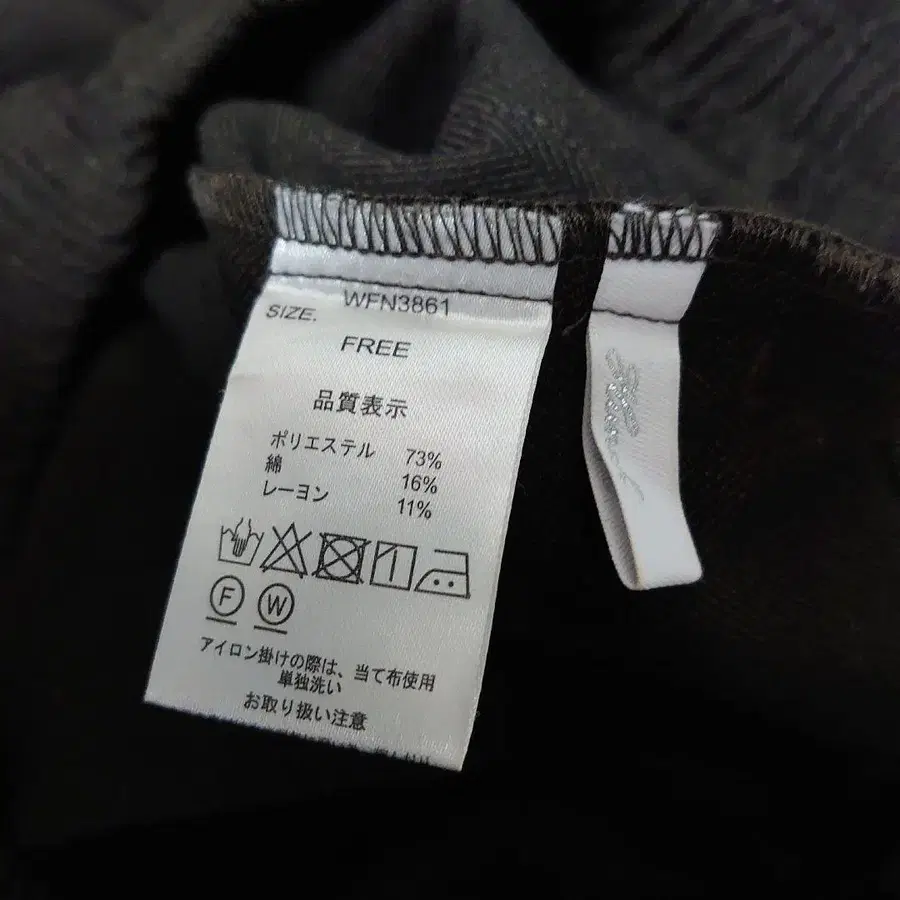 WFN3861
SIZE.
FREE
品質表示
ポリエステル 73%
綿 16%
レーヨン 11%
F W
アイロン掛けの際は、当て布使用
単独洗い
お取り扱い注意